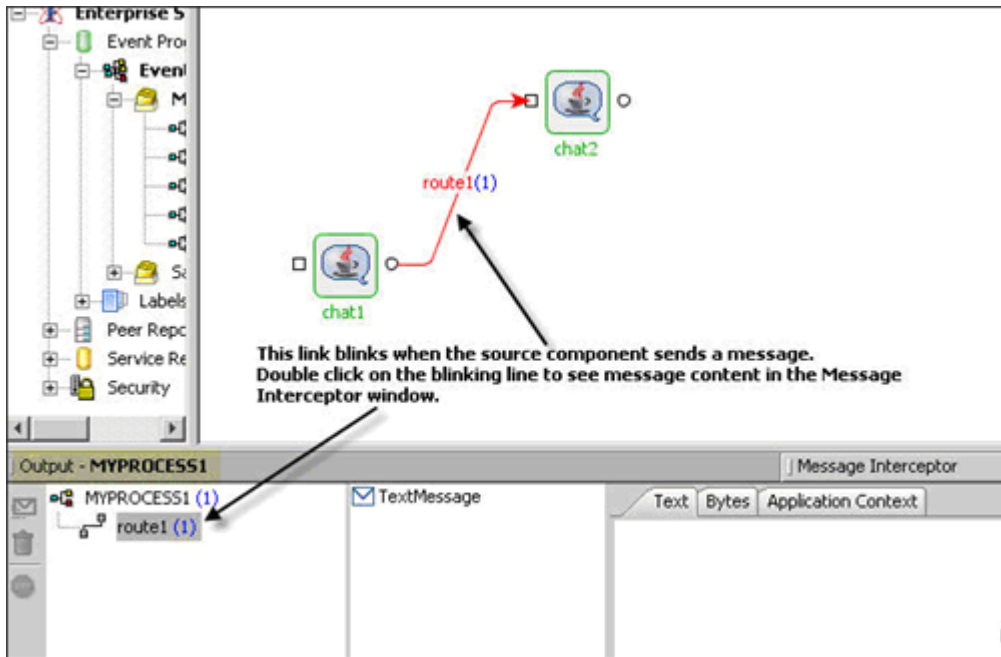 Enterprise S
Event Pro
Event
M
Sa
Labels
Peer Repo
Service Re
Security
chat2
route1(1)
chat1
This link blinks when the source component sends a message.
Double click on the blinking line to see message content in the Message
Interceptor window.
Output - MYPROCESS1
Message Interceptor
MYPROCESS1 (1)
route1 (1)
TextMessage
Text Bytes Application Context